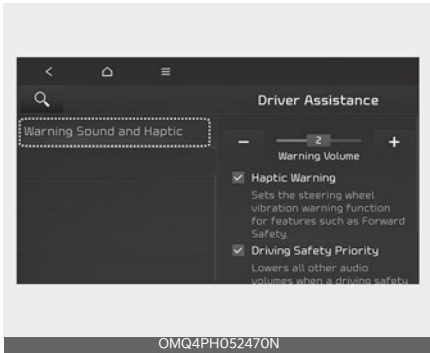 Driver Assistance
Warning Sound and Haptic
2
Warning Volume
Haptic Warning
Sets the steering wheel
vibration warning function
for features such as Forward
Safety.
Driving Safety Priority
Lowers all other audio
volumes when a driving safety
OMQ4PH052470N